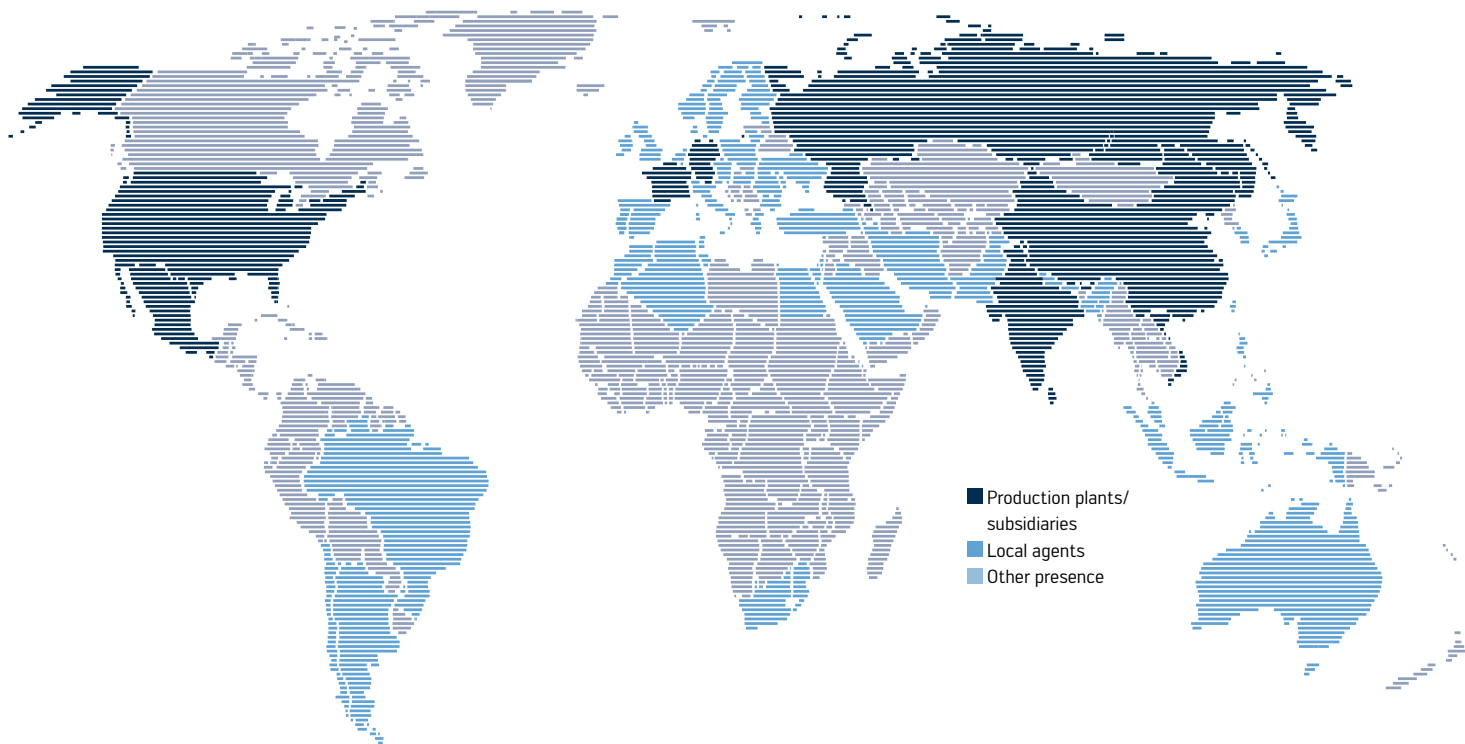 Production plants/
subsidiaries
Local agents
Other presence